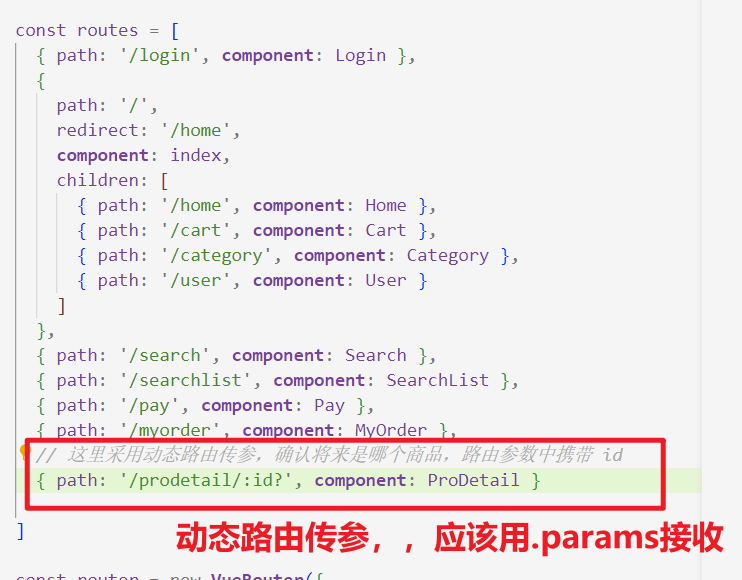 const routes = [
{ path: '/login', component: Login },
{
path: '/',
redirect: '/home',
component: index,
children: [
{ path: '/home', component: Home },
{ path: '/cart', component: Cart },
{ path: '/category', component: Category },
{ path: '/user', component: User }
]
},
{ path: '/search', component: Search },
{ path: '/searchlist', component: SearchList },
{ path: '/pay', component: Pay },
{ path: '/myorder', component: MyOrder },
// 这里采用动态路由传参，确认将来是哪个商品，路由参数中携带 id
{ path: '/prodetail/:id?', component: ProDetail }
动态路由传参，，应该用.params接收
]
const router = new VueRouter({